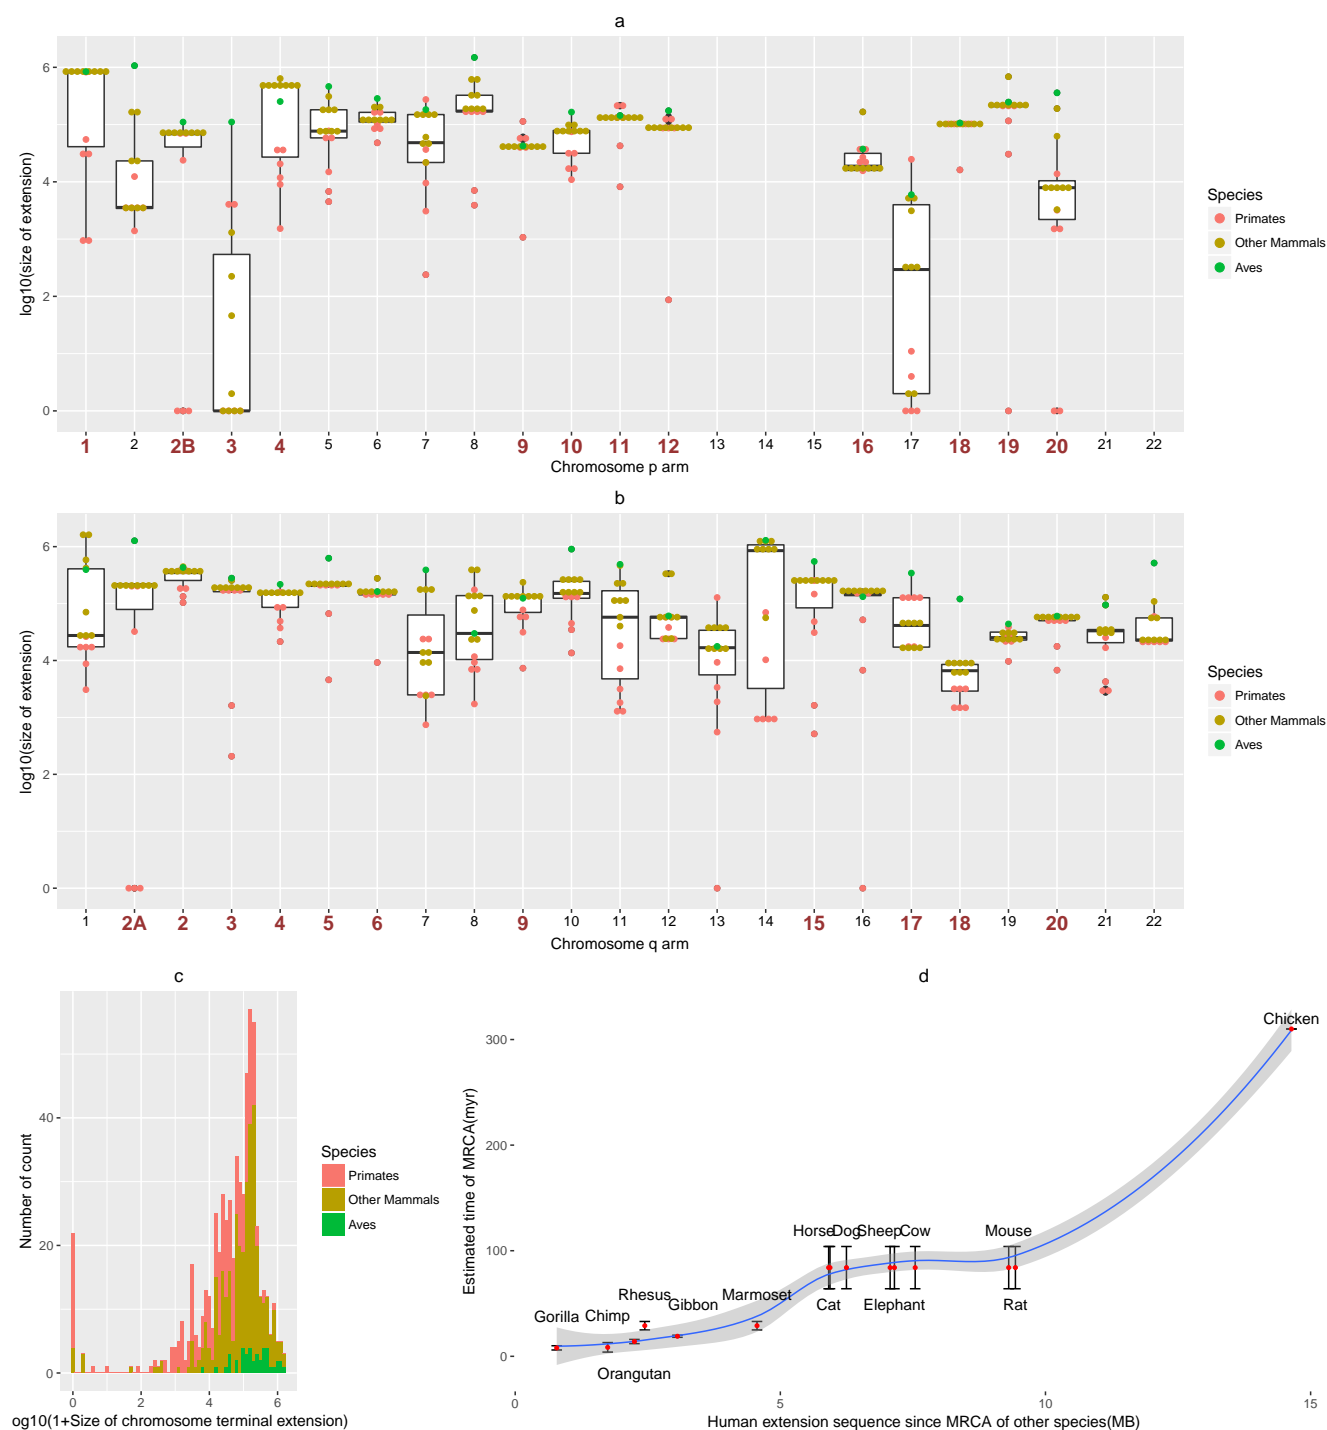 a
log10(size of extension)
6
4
2
0
1 2 2B 3 4 5 6 7 8 9 10 11 12 13 14 15 16 17 18 19 20 21 22
Chromosome p arm
Species
Primates
Other Mammals
Aves
b
log10(size of extension)
6
4
2
0
1 2A 2 3 4 5 6 7 8 9 10 11 12 13 14 15 16 17 18 19 20 21 22
Chromosome q arm
Species
Primates
Other Mammals
Aves
c
Number of count
40
20
0
0 2 4 6
og10(1+Size of chromosome terminal extension)
Species
Primates
Other Mammals
Aves
d
Estimated time of MRCA(myr)
300
200
100
0
Chicken
Horse Dog Sheep Cow Mouse
Cat Elephant Rat
Rhesus Marmoset
Gorilla Chimp Gibbon
Orangutan
0 5 10 15
Human extension sequence since MRCA of other species(MB)